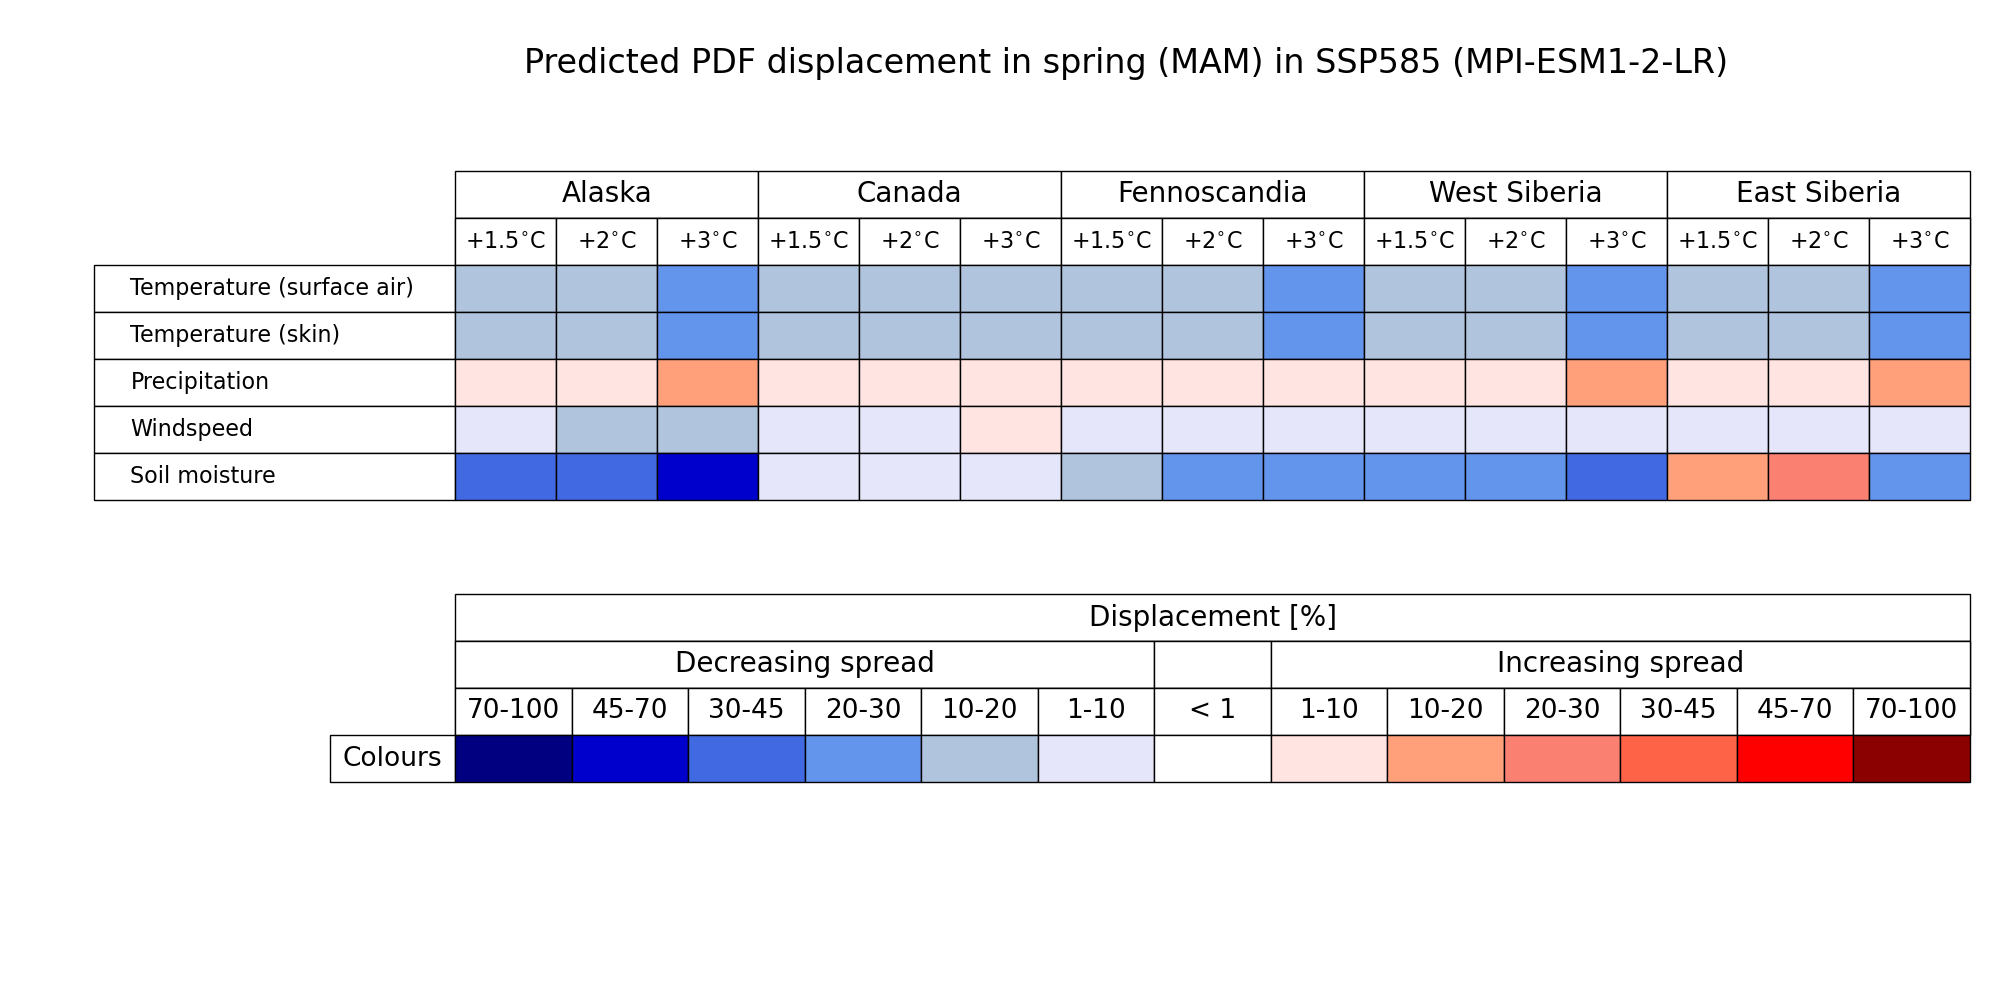 Predicted PDF displacement in spring (MAM) in SSP585 (MPI-ESM1-2-LR)
Alaska Canada Fennoscandia West Siberia East Siberia
+1.5°C +2°C +3°C +1.5°C +2°C +3°C +1.5°C +2°C +3°C +1.5°C +2°C +3°C +1.5°C +2°C +3°C
Temperature (surface air)
Temperature (skin)
Precipitation
Windspeed
Soil moisture
Displacement [%]
Decreasing spread Increasing spread
70-100 45-70 30-45 20-30 10-20 1-10 < 1 1-10 10-20 20-30 30-45 45-70 70-100
Colours